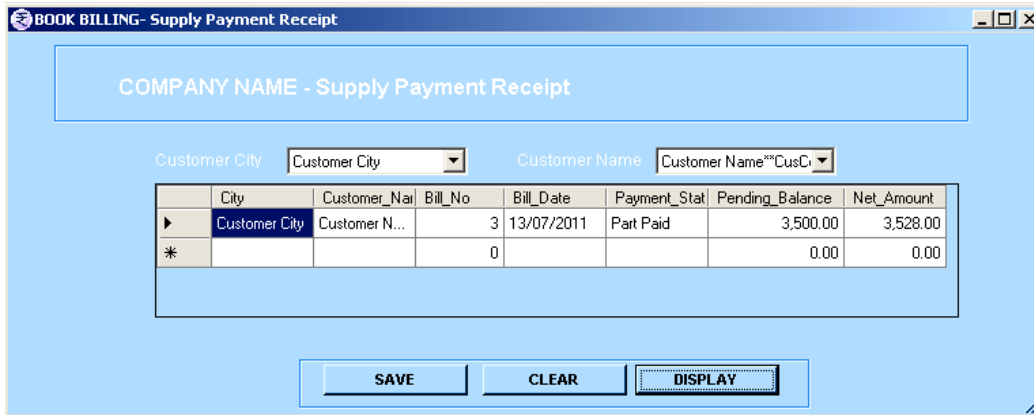 BOOK BILLING- Supply Payment Receipt
COMPANY NAME - Supply Payment Receipt
Customer City Customer City Customer Name Customer Name**CusC
City Customer_Nar Bill_No Bill_Date Payment_Stat Pending_Balance Net_Amount
Customer City Customer N... 3 13/07/2011 Part Paid 3,500.00 3,528.00
0 0.00 0.00
SAVE CLEAR DISPLAY